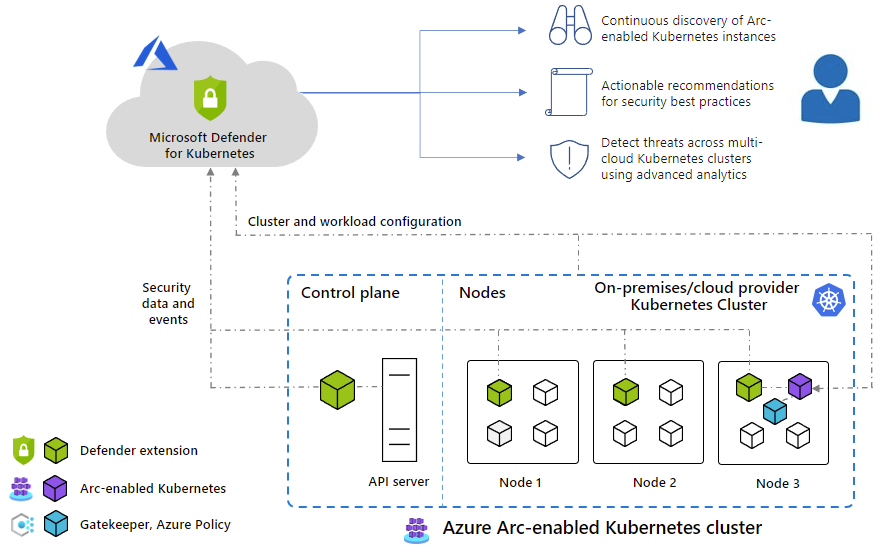 Continuous discovery of Arc-
enabled Kubernetes instances
Actionable recommendations
for security best practices
Microsoft Defender
for Kubernetes
Detect threats across multi-
cloud Kubernetes clusters
using advanced analytics
Cluster and workload configuration
Security
data and
events
Control plane
Nodes
On-premises/cloud provider
Kubernetes Cluster
API server
Node 1
Node 2
Node 3
Defender extension
Arc-enabled Kubernetes
Gatekeeper, Azure Policy
Azure Arc-enabled Kubernetes cluster